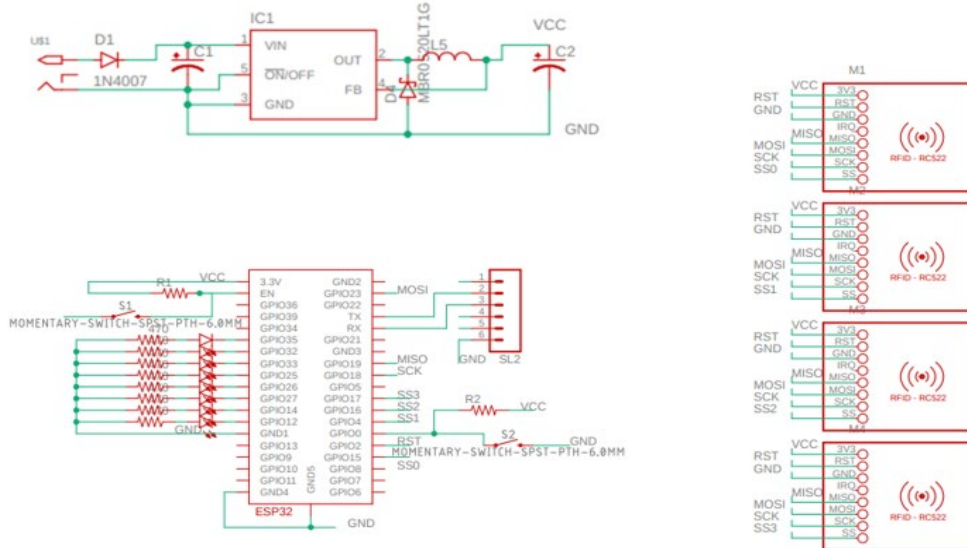 IC1
VCC
U$1
D1
C1
1
VIN
OUT
2
L5
C2
MBR0520LT1G
1N4007
5
ON/OFF
FB
4
D4
3
GND
GND
VCC
R1
S1
MOMENTARY-SWITCH-SPST-PTH-6.0MM
470
GND
3.3V
EN
GPIO36
GPIO39
GPIO34
GPIO35
GPIO32
GPIO33
GPIO25
GPIO26
GPIO27
GPIO14
GPIO12
GND1
GPIO13
GPIO9
GPIO10
GPIO11
GND4
GND5
ESP32
GND
GND2
GPIO23
GPIO22
TX
RX
GPIO21
GND3
GPIO19
GPIO18
GPIO5
GPIO17
GPIO16
GPIO4
GPIO0
GPIO2
GPIO15
GPIO8
GPIO7
GPIO6
MOSI
MISO
SCK
SS3
SS2
SS1
RST
SS0
1
2
3
4
5
6
GND
SL2
R2
VCC
S2
GND
MOMENTARY-SWITCH-SPST-PTH-6.0MM
M1
VCC
RST
GND
MISO
MOSI
SCK
SS0
3V3
RST
GND
IRQ
MISO
MOSI
SCK
SS
RFID - RC522
M2
VCC
RST
GND
MISO
MOSI
SCK
SS1
3V3
RST
GND
IRQ
MISO
MOSI
SCK
SS
RFID - RC522
M3
VCC
RST
GND
MISO
MOSI
SCK
SS2
3V3
RST
GND
IRQ
MISO
MOSI
SCK
SS
RFID - RC522
M4
VCC
RST
GND
MISO
MOSI
SCK
SS3
3V3
RST
GND
IRQ
MISO
MOSI
SCK
SS
RFID - RC522